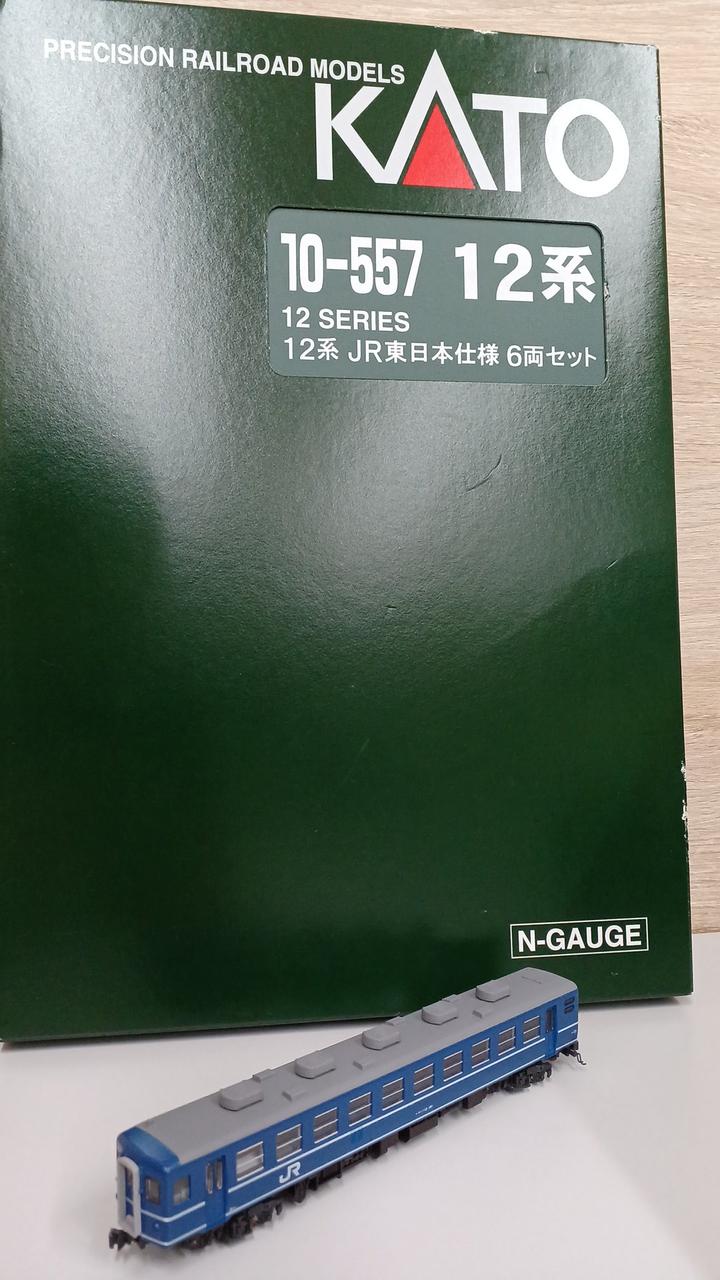 PRECISION RAILROAD MODELS
KATO
10-557 12系
12 SERIES
12系 JR東日本仕様 6両セット
N-GAUGE
JR